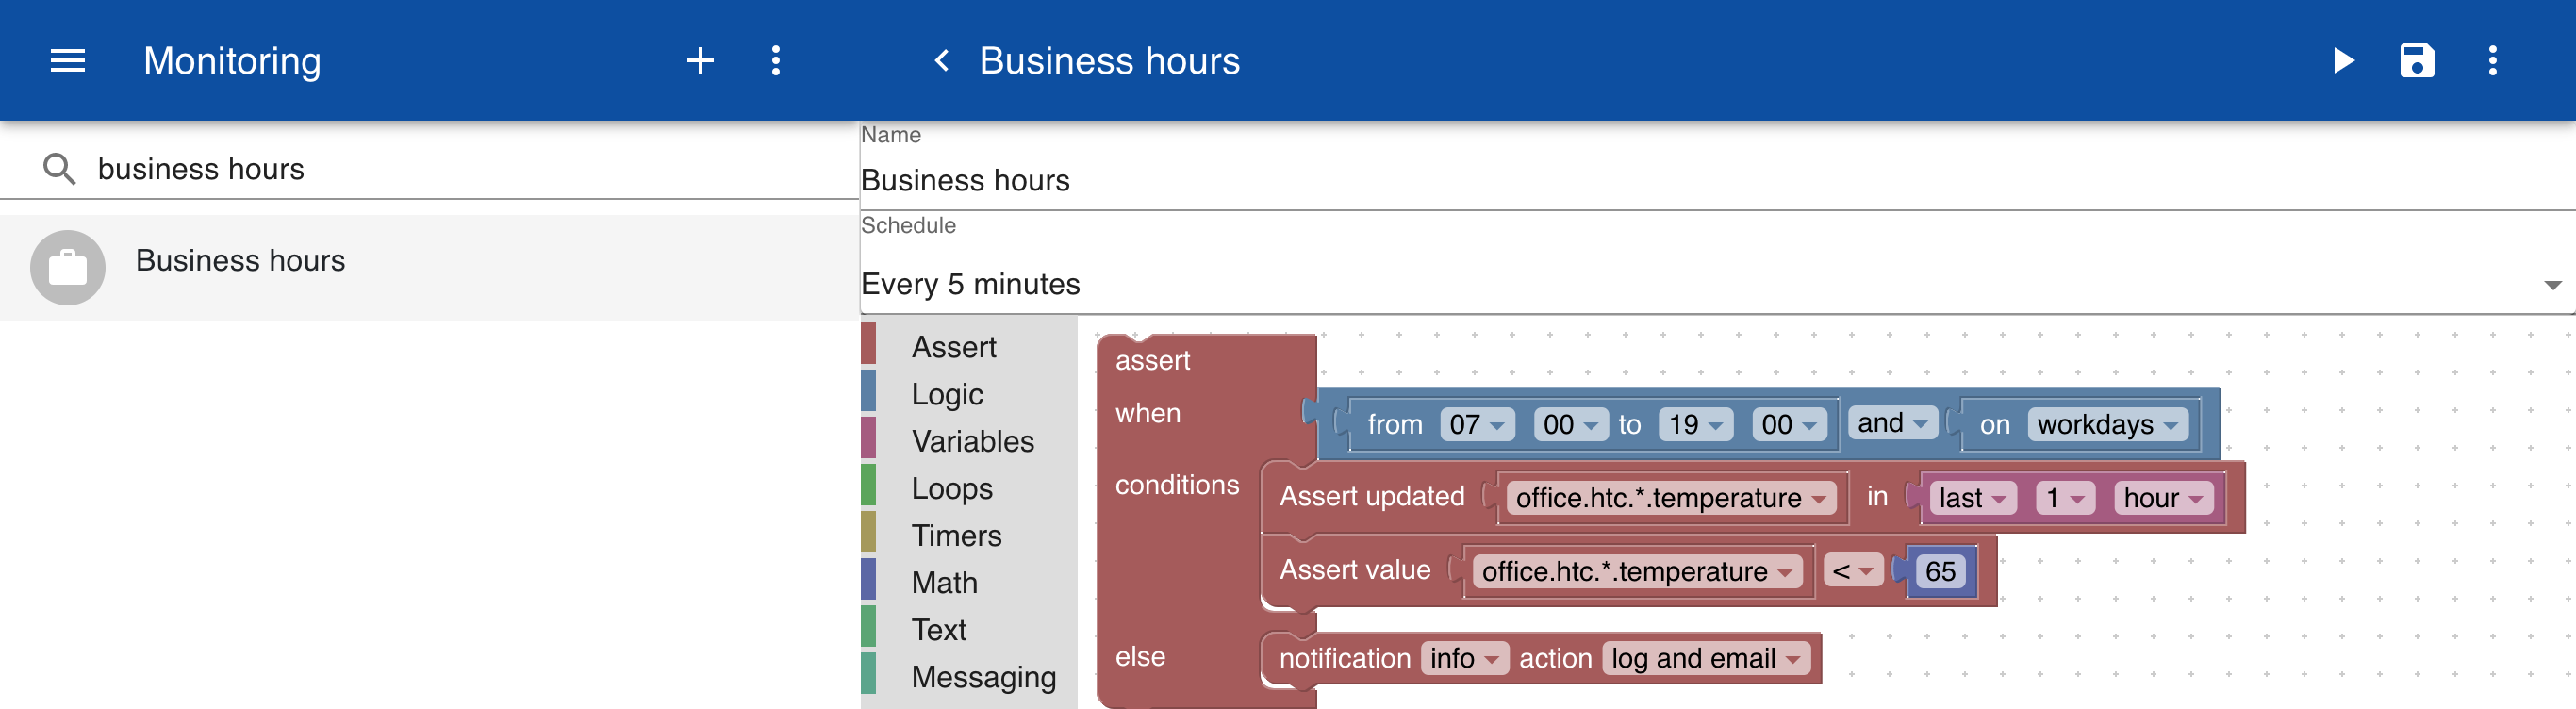 Monitoring
business hours
Business hours
Business hours
Name
Business hours
Schedule
Every 5 minutes
Assert
Logic
Variables
Loops
Timers
Math
Text
Messaging
assert
when from 07 00 to 19 00 and on workdays
conditions Assert updated office.htc.*.temperature in last 1 hour
Assert value office.htc.*.temperature < 65
else notification info action log and email